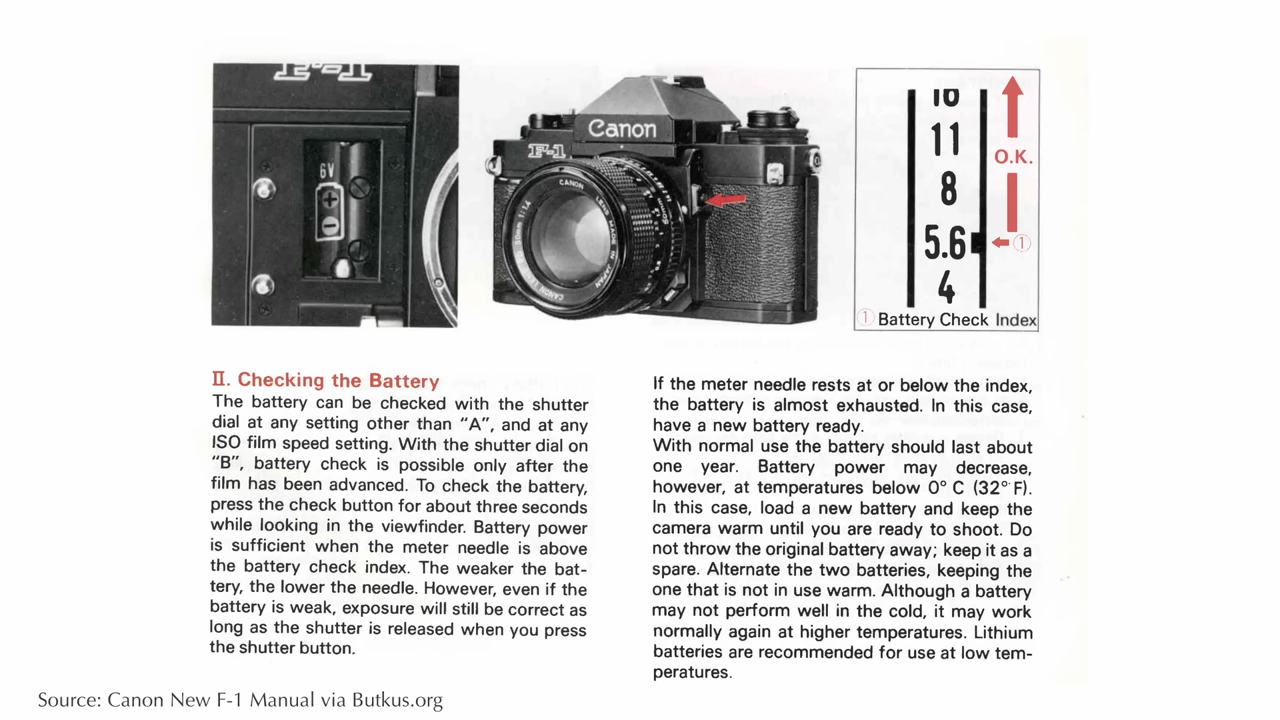 F-1
6V
Canon
F-1
CANON LENS MADE IN JAPAN
50mm 1:1.4
CANON
10
11
8
5.6
4
O.K.
①
① Battery Check Index
II. Checking the Battery
The battery can be checked with the shutter
dial at any setting other than “A”, and at any
ISO film speed setting. With the shutter dial on
“B”, battery check is possible only after the
film has been advanced. To check the battery,
press the check button for about three seconds
while looking in the viewfinder. Battery power
is sufficient when the meter needle is above
the battery check index. The weaker the bat-
tery, the lower the needle. However, even if the
battery is weak, exposure will still be correct as
long as the shutter is released when you press
the shutter button.
If the meter needle rests at or below the index,
the battery is almost exhausted. In this case,
have a new battery ready.
With normal use the battery should last about
one year. Battery power may decrease,
however, at temperatures below 0° C (32° F).
In this case, load a new battery and keep the
camera warm until you are ready to shoot. Do
not throw the original battery away; keep it as a
spare. Alternate the two batteries, keeping the
one that is not in use warm. Although a battery
may not perform well in the cold, it may work
normally again at higher temperatures. Lithium
batteries are recommended for use at low tem-
peratures.
Source: Canon New F-1 Manual via Butkus.org